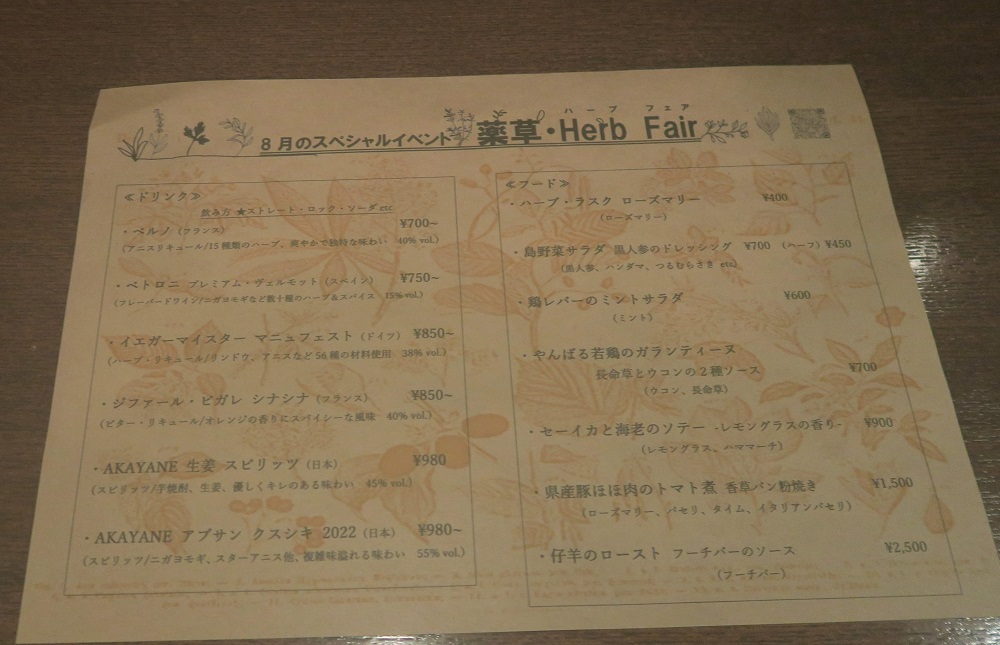 ハーブ フェア
8月のスペシャルイベント 薬草・Herb Fair
≪ドリンク≫
飲み方 ★ストレート・ロック・ソーダ etc
・ペルノ (フランス) ¥700~
(アニスリキュール/15種類のハーブ、爽やかで独特な味わい 40% vol.)
・ペトロニ プレミアム・ヴェルモット (スペイン) ¥750~
(フレーバードワイン/ニガヨモギなど数十種のハーブ&スパイス 15% vol.)
・イエガーマイスター マニュフェスト (ドイツ) ¥850~
(ハーブ・リキュール/リンドウ、アニスなど56種の材料使用 38% vol.)
・ジファール・ピガレ シナシナ (フランス) ¥850~
(ビター・リキュール/オレンジの香りにスパイシーな風味 40% vol.)
・AKAYANE 生姜 スピリッツ (日本) ¥980
(スピリッツ/芋焼酎、生姜、優しくキレのある味わい 45% vol.)
・AKAYANE アブサン クスシキ 2022 (日本) ¥980~
(スピリッツ/ニガヨモギ、スターアニス他、複雑味溢れる味わい 55% vol.)
≪フード≫
・ハーブ・ラスク ローズマリー ¥400
(ローズマリー)
・島野菜サラダ 黒人参のドレッシング ¥700 (ハーフ) ¥450
(黒人参、ハンダマ、つるむらさき etc)
・鶏レバーのミントサラダ ¥600
(ミント)
・やんばる若鶏のガランティーヌ
長命草とウコンの2種ソース ¥700
(ウコン、長命草)
・セーイカと海老のソテー -レモングラスの香り- ¥900
(レモングラス、ハママーチ)
・県産豚ほほ肉のトマト煮 香草パン粉焼き ¥1,500
(ローズマリー、パセリ、タイム、イタリアンパセリ)
・仔羊のロースト フーチバーのソース ¥2,500
(フーチバー)